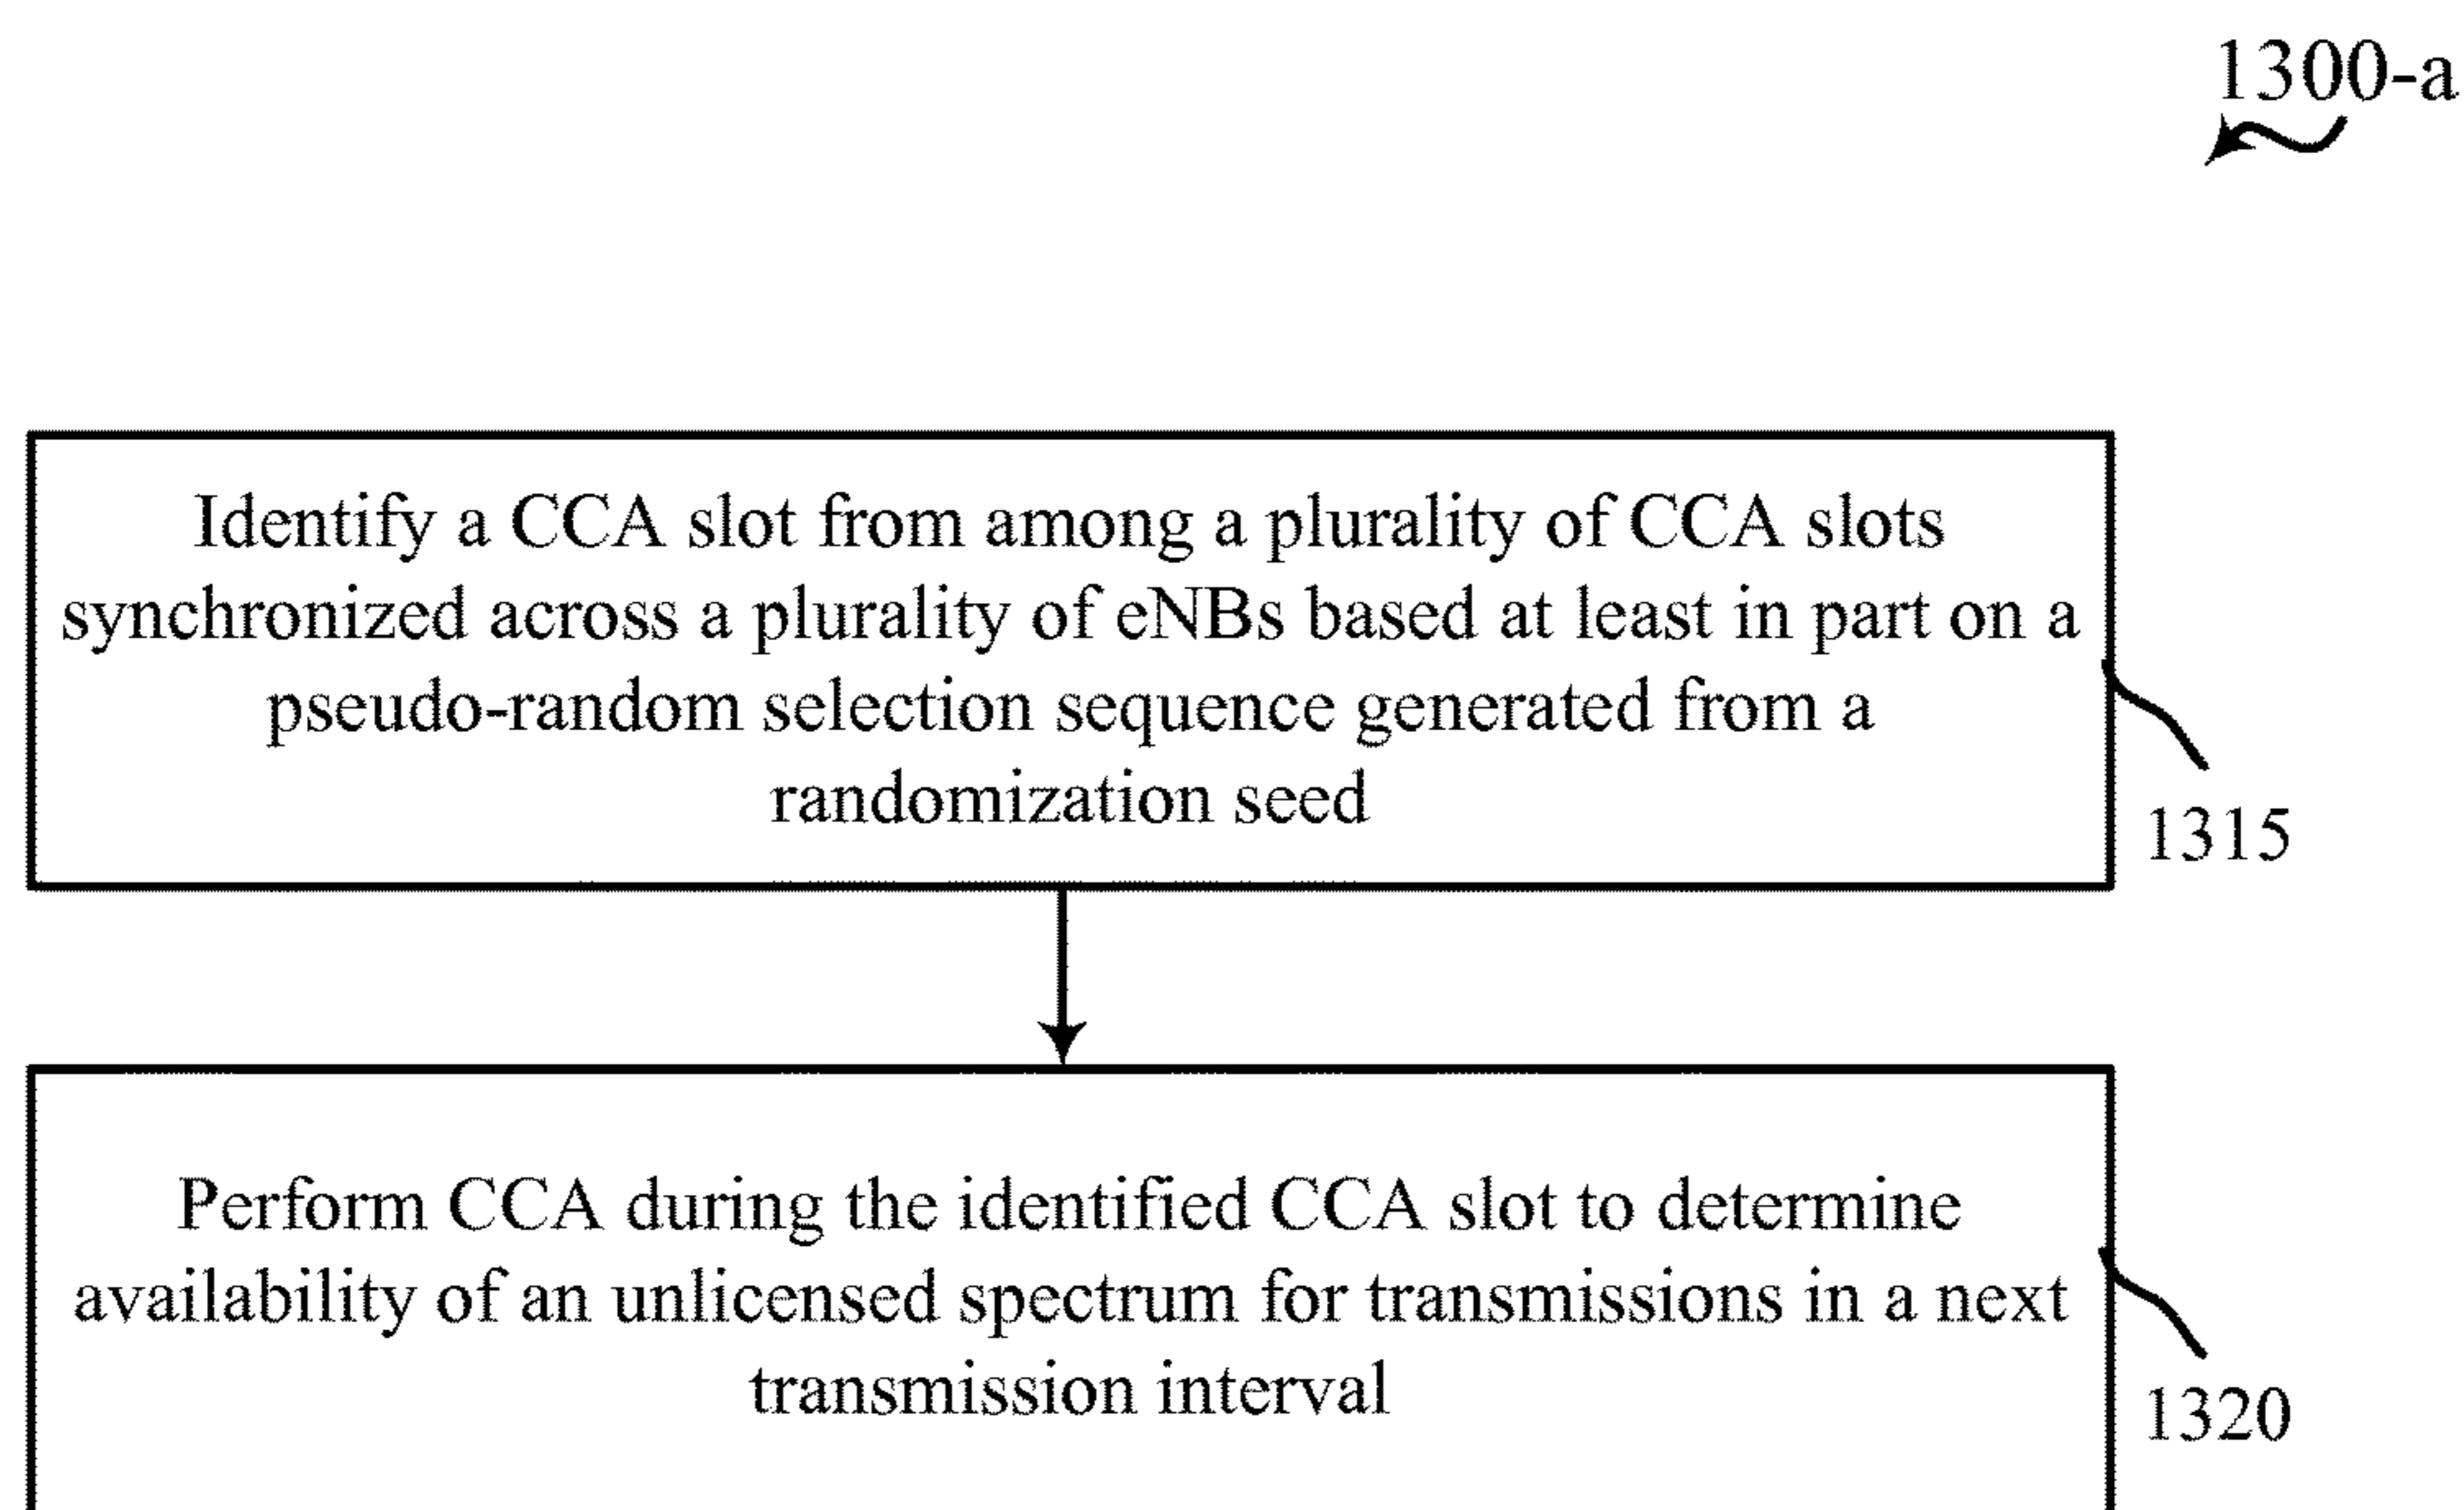 1300-a
Identify a CCA slot from among a plurality of CCA slots
synchronized across a plurality of eNBs based at least in part on a
pseudo-random selection sequence generated from a
randomization seed
1315
Perform CCA during the identified CCA slot to determine
availability of an unlicensed spectrum for transmissions in a next
transmission interval
1320